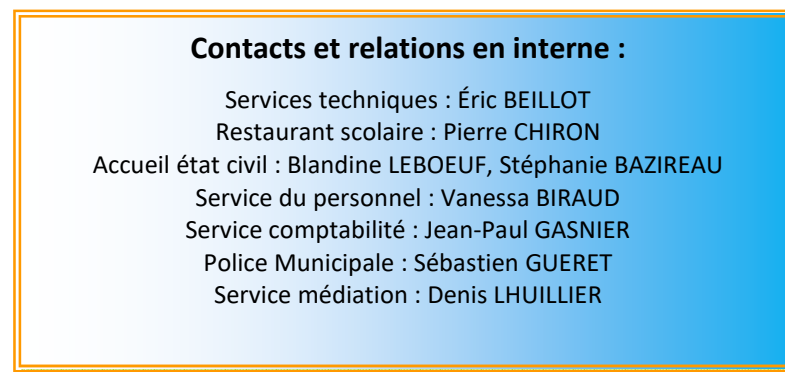 Contacts et relations en interne :
Services techniques : Éric BEILLOT
Restaurant scolaire : Pierre CHIRON
Accueil état civil : Blandine LEBOEUF, Stéphanie BAZIREAU
Service du personnel : Vanessa BIRAUD
Service comptabilité : Jean-Paul GASNIER
Police Municipale : Sébastien GUERET
Service médiation : Denis LHUILLIER